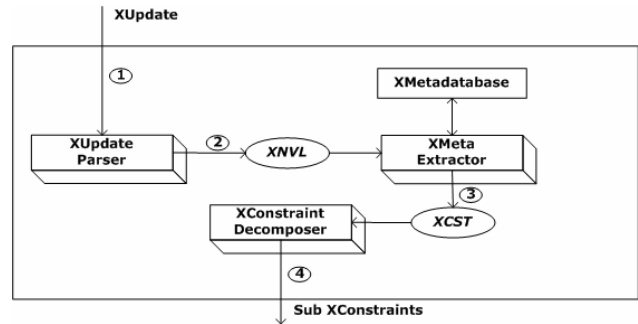 XUpdate
1
XMetadatabase
XUpdate
Parser
2
XNVL
XMeta
Extractor
3
XConstraint
Decomposer
XCST
4
Sub XConstraints